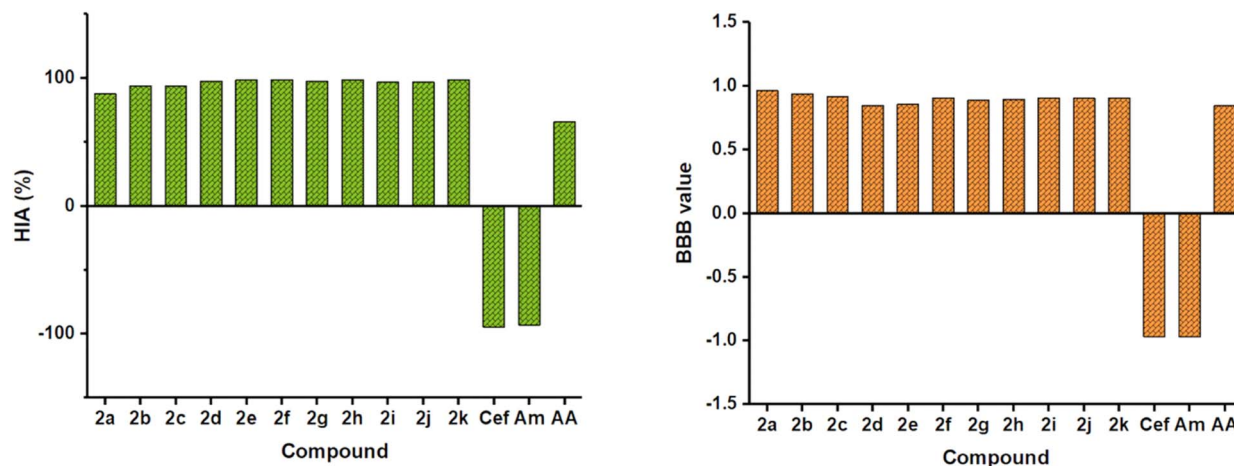 HIA (%)
100
0
-100
2a 2b 2c 2d 2e 2f 2g 2h 2i 2j 2k Cef Am AA
Compound
BBB value
1.5
1.0
0.5
0.0
-0.5
-1.0
-1.5
2a 2b 2c 2d 2e 2f 2g 2h 2i 2j 2k Cef Am AA
Compound